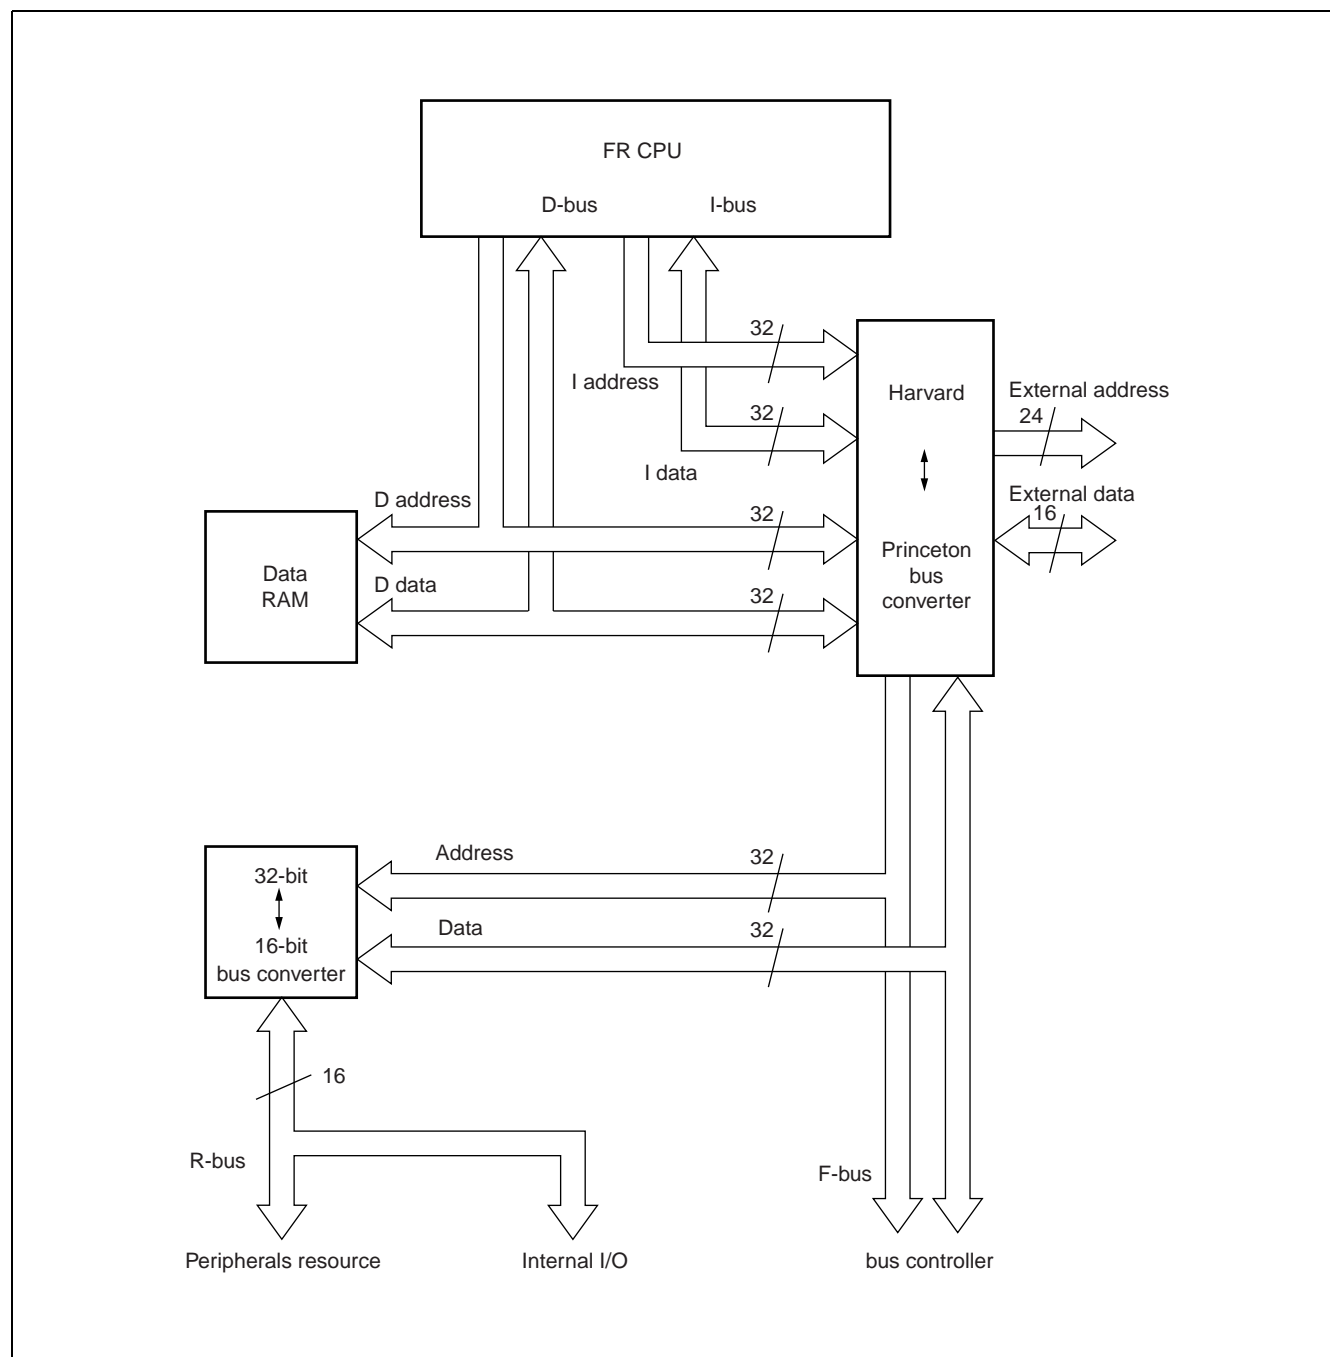 FR CPU
D-bus
I-bus
32
I address
32
I data
Harvard
Princeton
bus
converter
External address
24
External data
16
D address
32
Data
RAM
D data
32
Address
32
32-bit
16-bit
bus converter
Data
32
16
R-bus
F-bus
Peripherals resource
Internal I/O
bus controller